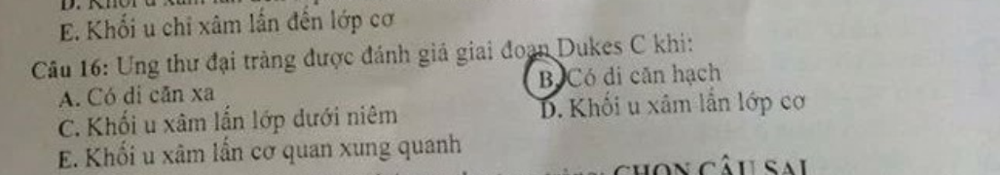 D. Khối u xâm lấn
E. Khối u chỉ xâm lấn đến lớp cơ
Câu 16: Ung thư đại tràng được đánh giá giai đoạn Dukes C khi:
A. Có di căn xa
B. Có di căn hạch
C. Khối u xâm lấn lớp dưới niêm
D. Khối u xâm lấn lớp cơ
E. Khối u xâm lấn cơ quan xung quanh
CHỌN CÂU SAI